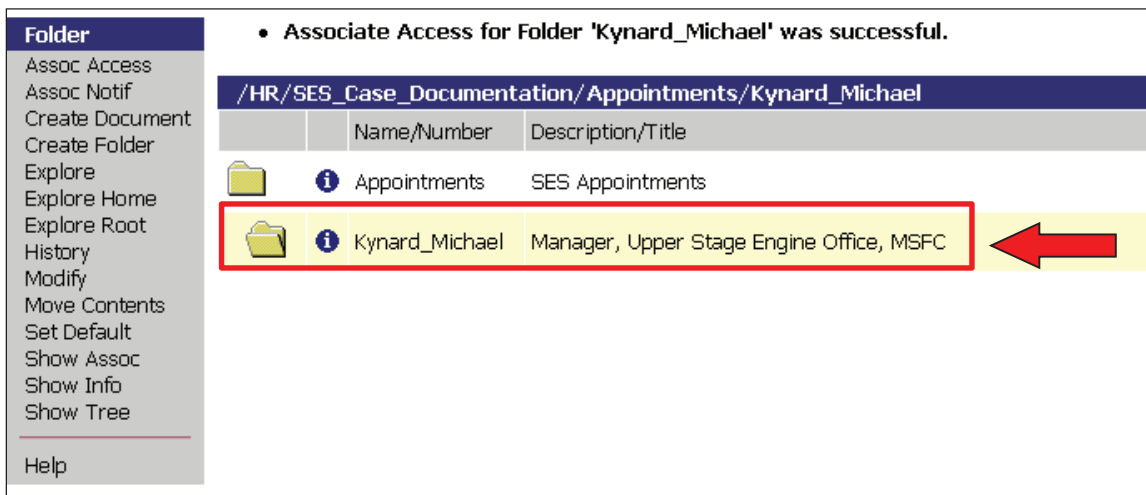 Folder
Assoc Access
Assoc Notif
Create Document
Create Folder
Explore
Explore Home
Explore Root
History
Modify
Move Contents
Set Default
Show Assoc
Show Info
Show Tree
Help
• Associate Access for Folder 'Kynard_Michael' was successful.
/HR/SES_Case_Documentation/Appointments/Kynard_Michael
Name/Number Description/Title
Appointments SES Appointments
Kynard_Michael Manager, Upper Stage Engine Office, MSFC